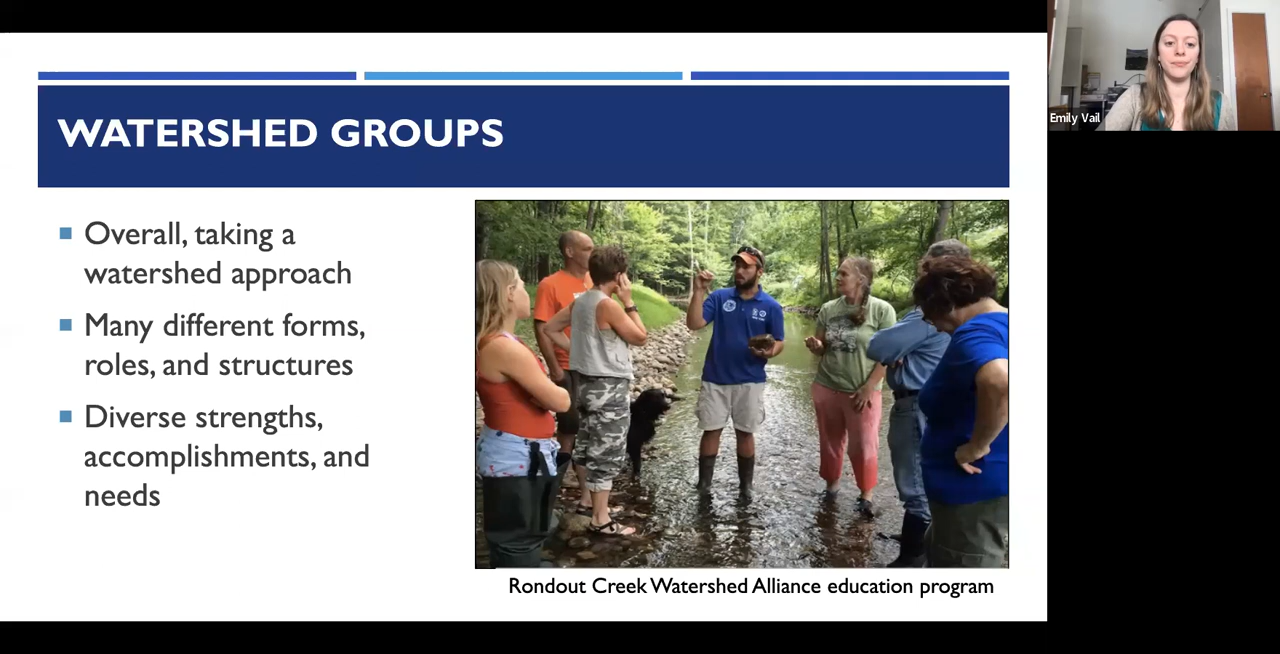 WATERSHED GROUPS
Overall, taking a
watershed approach
Many different forms,
roles, and structures
Diverse strengths,
accomplishments, and
needs
Rondout Creek Watershed Alliance education program
Emily Vail